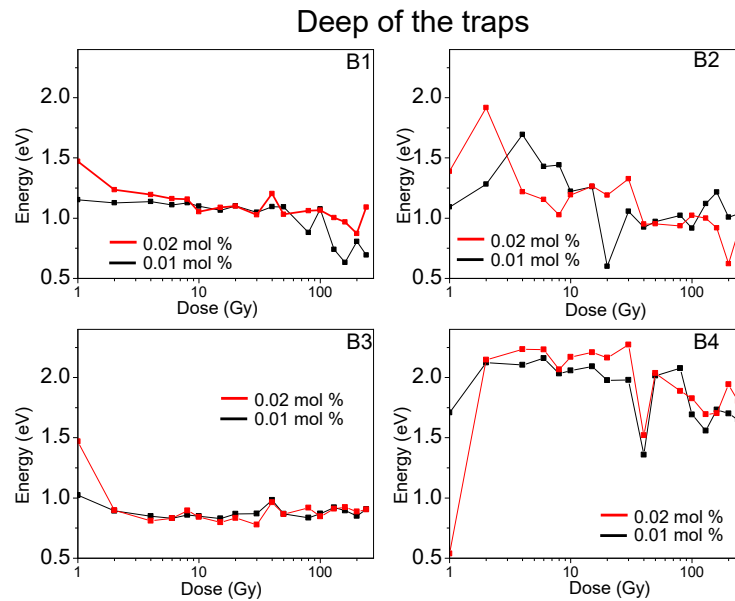 Deep of the traps
B1
2.0
1.5
1.0
0.5
Energy (eV)
0.02 mol %
0.01 mol %
1
10
100
Dose (Gy)
B2
2.0
1.5
1.0
0.5
Energy (eV)
0.02 mol %
0.01 mol %
1
10
100
Dose (Gy)
B3
2.0
1.5
1.0
0.5
Energy (eV)
0.02 mol %
0.01 mol %
1
10
100
Dose (Gy)
B4
2.0
1.5
1.0
0.5
Energy (eV)
0.02 mol %
0.01 mol %
1
10
100
Dose (Gy)